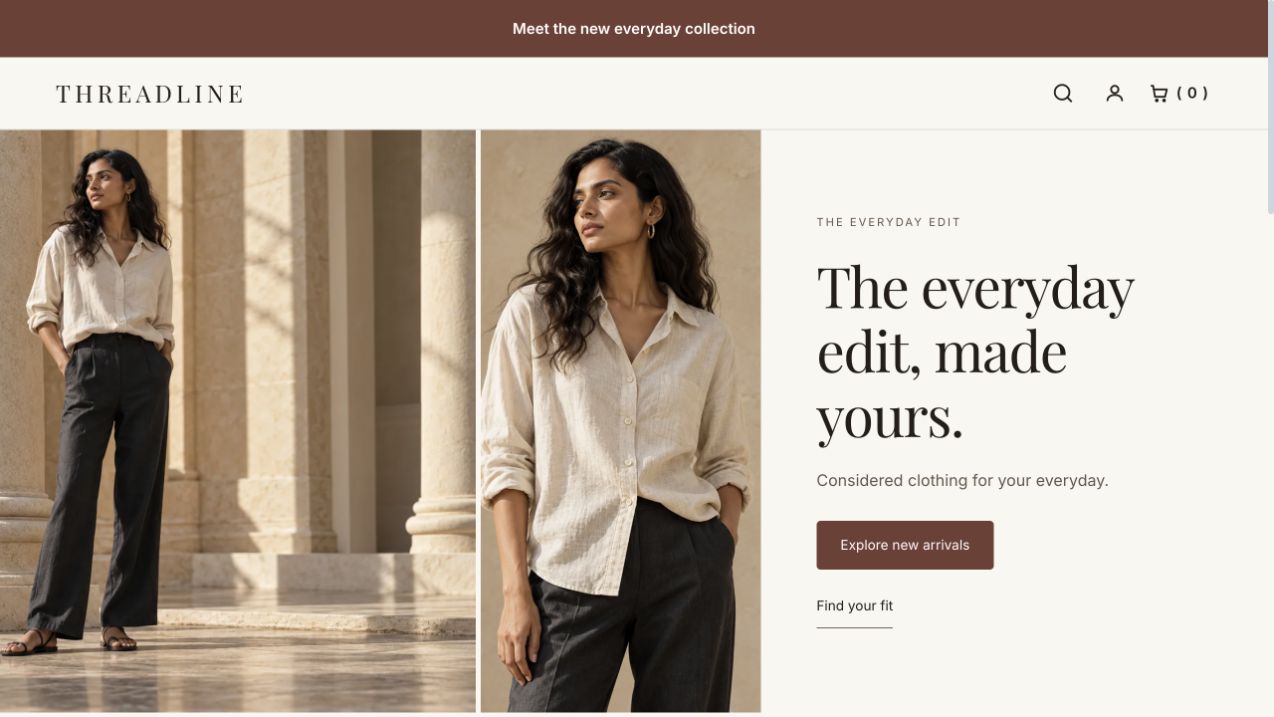 Meet the new everyday collection
THREADLINE
( 0 )
THE EVERYDAY EDIT
The everyday
edit, made
yours.
Considered clothing for your everyday.
Explore new arrivals
Find your fit